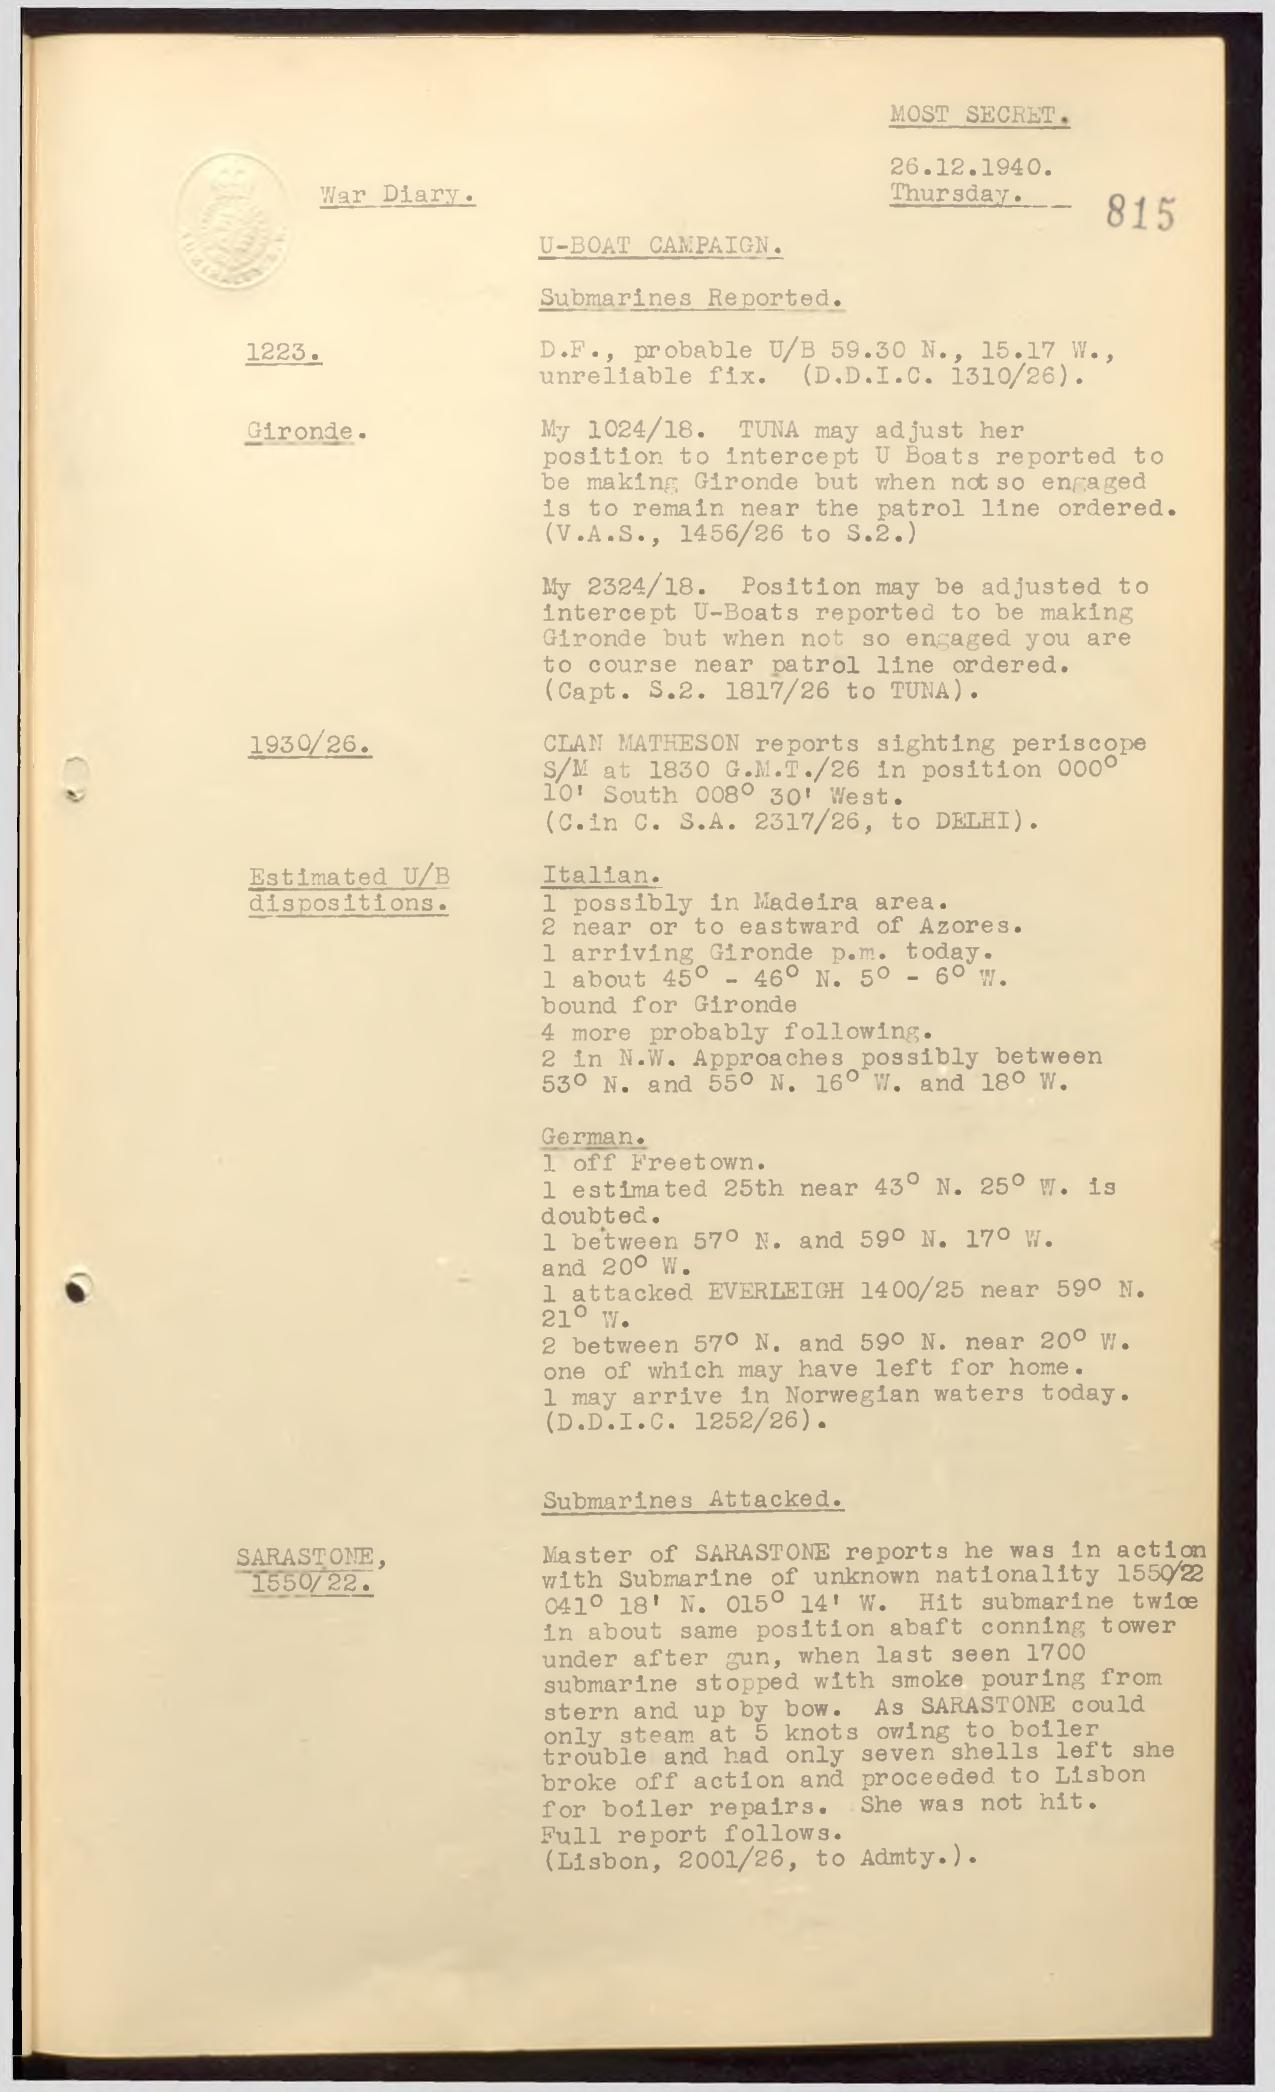 MOST SECRET.
26.12.1940.
War Diary.
Thursday.
815
U-BOAT CAMPAIGN.
Submarines Reported.
1223.
D.F., probable U/B 59.30 N., 15.17 W.,
unreliable fix. (D.D.I.C. 1310/26).
Gironde.
My 1024/18. TUNA may adjust her
position to intercept U Boats reported to
be making Gironde but when not so engaged
is to remain near the patrol line ordered.
(V.A.S., 1456/26 to S.2.)
My 2324/18. Position may be adjusted to
intercept U-Boats reported to be making
Gironde but when not so engaged you are
to course near patrol line ordered.
(Capt. S.2. 1817/26 to TUNA).
1930/26.
CLAN MATHESON reports sighting periscope
S/M at 1830 G.M.T./26 in position 000°
10' South 008° 30' West.
(C.in C. S.A. 2317/26, to DELHI).
Estimated U/B
dispositions.
Italian.
1 possibly in Madeira area.
2 near or to eastward of Azores.
1 arriving Gironde p.m. today.
1 about 45° - 46° N. 5° - 6° W.
bound for Gironde
4 more probably following.
2 in N.W. Approaches possibly between
53° N. and 55° N. 16° W. and 18° W.
German.
1 off Freetown.
1 estimated 25th near 43° N. 25° W. is
doubted.
1 between 57° N. and 59° N. 17° W.
and 20° W.
1 attacked EVERLEIGH 1400/25 near 59° N.
21° W.
2 between 57° N. and 59° N. near 20° W.
one of which may have left for home.
1 may arrive in Norwegian waters today.
(D.D.I.C. 1252/26).
Submarines Attacked.
SARASTONE,
1550/22.
Master of SARASTONE reports he was in action
with Submarine of unknown nationality 1550/22
041° 18' N. 015° 14' W. Hit submarine twice
in about same position abaft conning tower
under after gun, when last seen 1700
submarine stopped with smoke pouring from
stern and up by bow. As SARASTONE could
only steam at 5 knots owing to boiler
trouble and had only seven shells left she
broke off action and proceeded to Lisbon
for boiler repairs. She was not hit.
Full report follows.
(Lisbon, 2001/26, to Admty.).